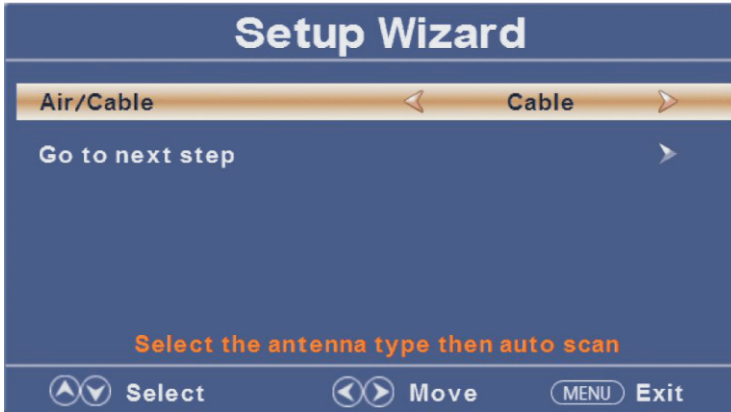 Setup Wizard
Air/Cable Cable
Go to next step
Select the antenna type then auto scan
Select Move MENU Exit